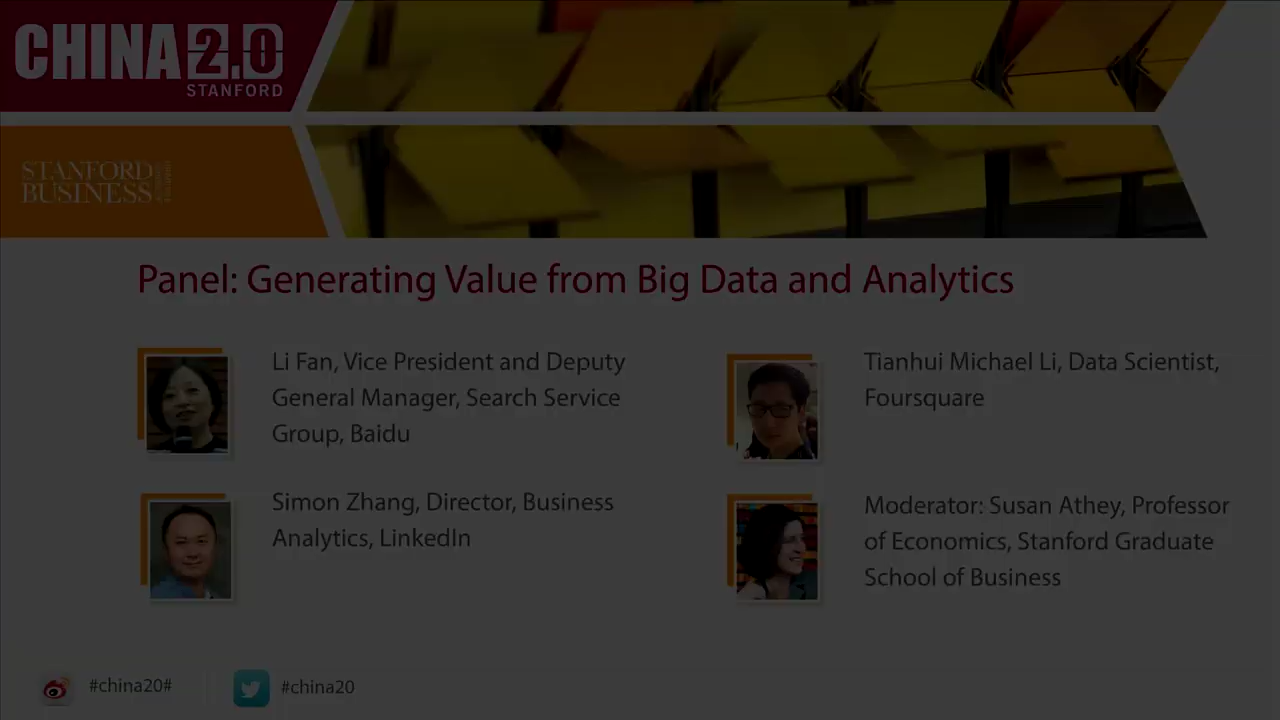 CHINA 2.0
STANFORD
STANFORD
BUSINESS
Panel: Generating Value from Big Data and Analytics
Li Fan, Vice President and Deputy
General Manager, Search Service
Group, Baidu
Tianhui Michael Li, Data Scientist,
Foursquare
Simon Zhang, Director, Business
Analytics, LinkedIn
Moderator: Susan Athey, Professor
of Economics, Stanford Graduate
School of Business
#china20#
#china20